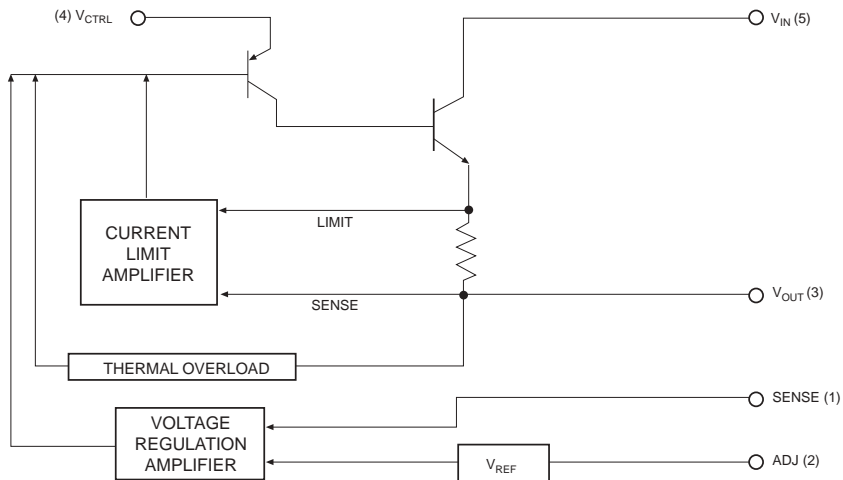 (4) VCTRL
VIN (5)
CURRENT
LIMIT
AMPLIFIER
LIMIT
SENSE
VOUT (3)
THERMAL OVERLOAD
VOLTAGE
REGULATION
AMPLIFIER
SENSE (1)
VREF
ADJ (2)